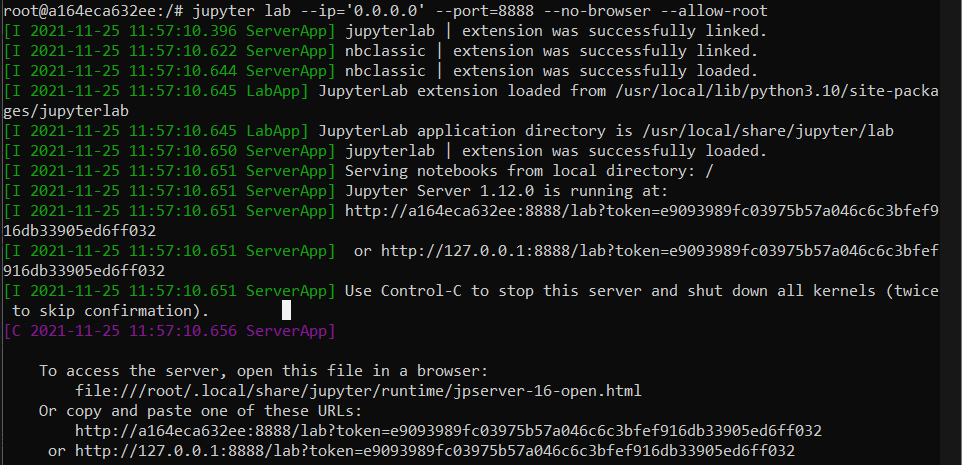 root@a164eca632ee:/# jupyter lab --ip='0.0.0.0' --port=8888 --no-browser --allow-root
[I 2021-11-25 11:57:10.396 ServerApp] jupyterlab | extension was successfully linked.
[I 2021-11-25 11:57:10.622 ServerApp] nbclassic | extension was successfully linked.
[I 2021-11-25 11:57:10.644 ServerApp] nbclassic | extension was successfully loaded.
[I 2021-11-25 11:57:10.645 LabApp] JupyterLab extension loaded from /usr/local/lib/python3.10/site-packa
ges/jupyterlab
[I 2021-11-25 11:57:10.645 LabApp] JupyterLab application directory is /usr/local/share/jupyter/lab
[I 2021-11-25 11:57:10.650 ServerApp] jupyterlab | extension was successfully loaded.
[I 2021-11-25 11:57:10.651 ServerApp] Serving notebooks from local directory: /
[I 2021-11-25 11:57:10.651 ServerApp] Jupyter Server 1.12.0 is running at:
[I 2021-11-25 11:57:10.651 ServerApp] http://a164eca632ee:8888/lab?token=e9093989fc03975b57a046c6c3bfef9
16db33905ed6ff032
[I 2021-11-25 11:57:10.651 ServerApp]  or http://127.0.0.1:8888/lab?token=e9093989fc03975b57a046c6c3bfef
916db33905ed6ff032
[I 2021-11-25 11:57:10.651 ServerApp] Use Control-C to stop this server and shut down all kernels (twice
 to skip confirmation).
[C 2021-11-25 11:57:10.656 ServerApp]
    To access the server, open this file in a browser:
        file:///root/.local/share/jupyter/runtime/jpserver-16-open.html
    Or copy and paste one of these URLs:
        http://a164eca632ee:8888/lab?token=e9093989fc03975b57a046c6c3bfef916db33905ed6ff032
     or http://127.0.0.1:8888/lab?token=e9093989fc03975b57a046c6c3bfef916db33905ed6ff032